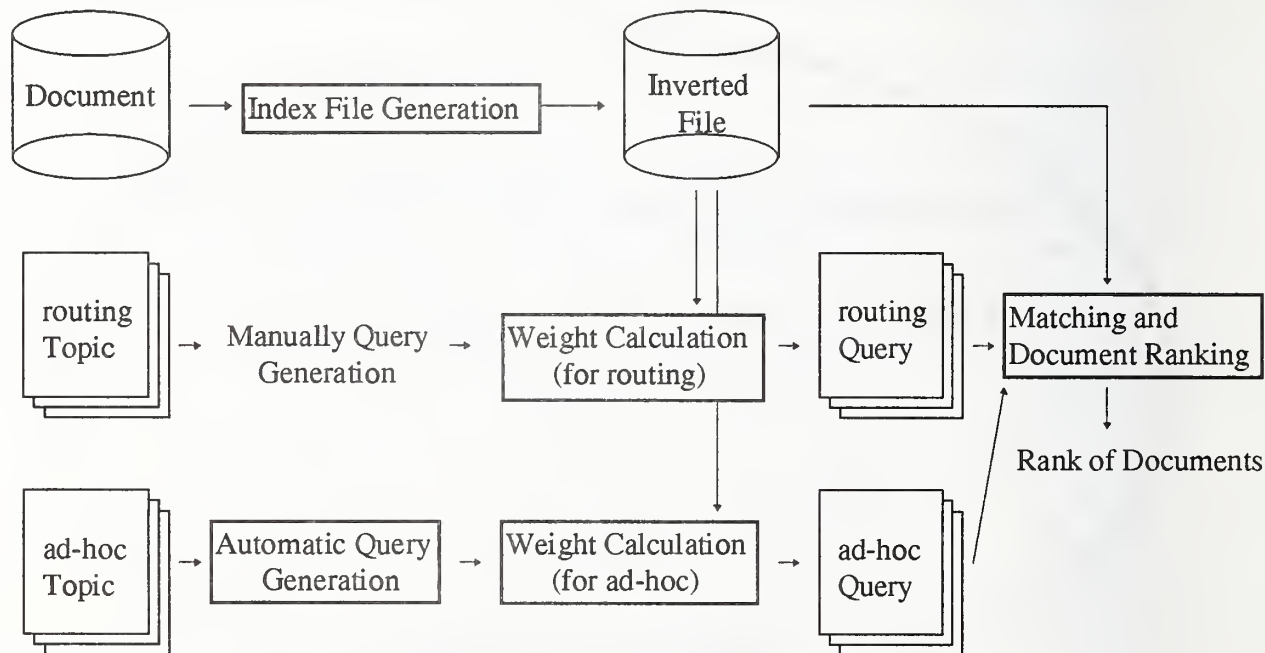 Document
Index File Generation
Inverted
File
routing
Topic
Manually Query
Generation
Weight Calculation
(for routing)
routing
Query
Matching and
Document Ranking
Rank of Documents
ad-hoc
Topic
Automatic Query
Generation
Weight Calculation
(for ad-hoc)
ad-hoc
Query